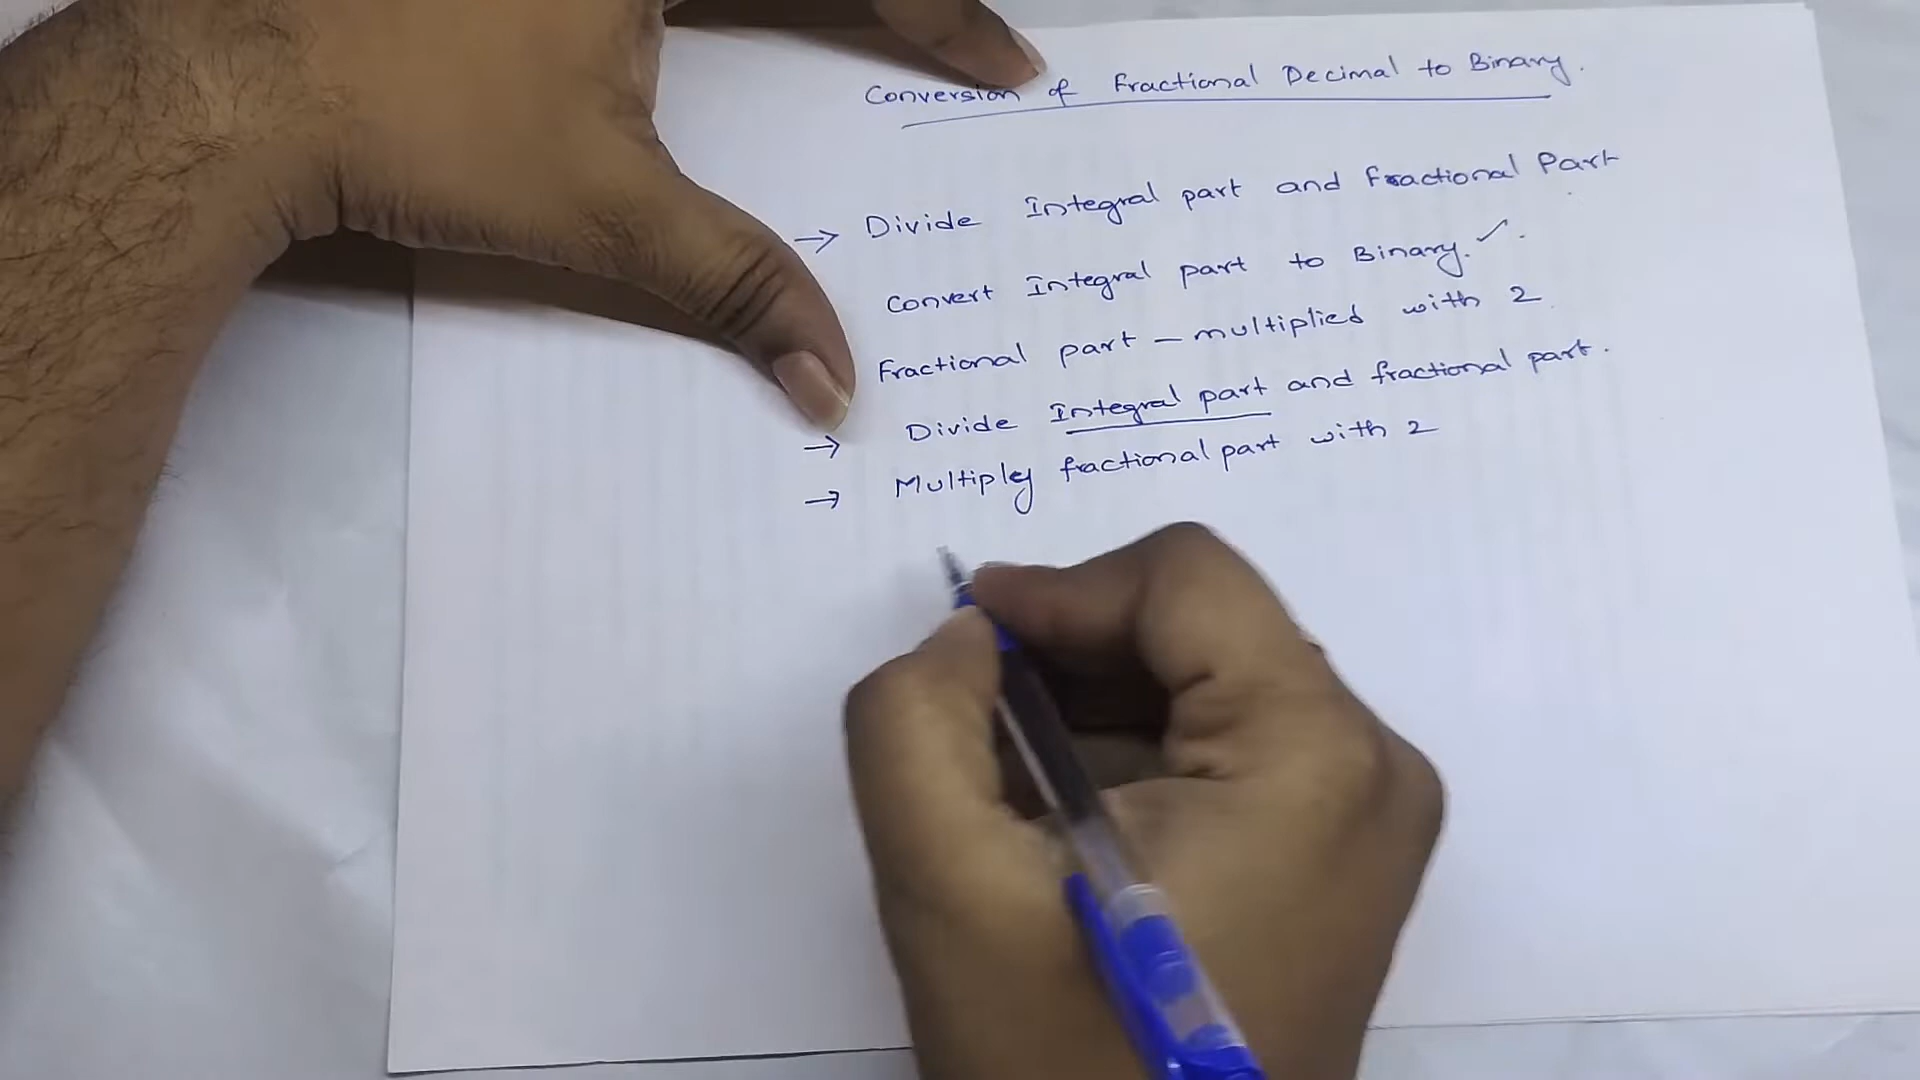 Conversion of Fractional Decimal to Binary.
→ Divide Integral part and Fractional Part
Convert Integral part to Binary. ✓.
Fractional part - multiplied with 2.
→ Divide Integral part and fractional part.
→ Multiply fractional part with 2